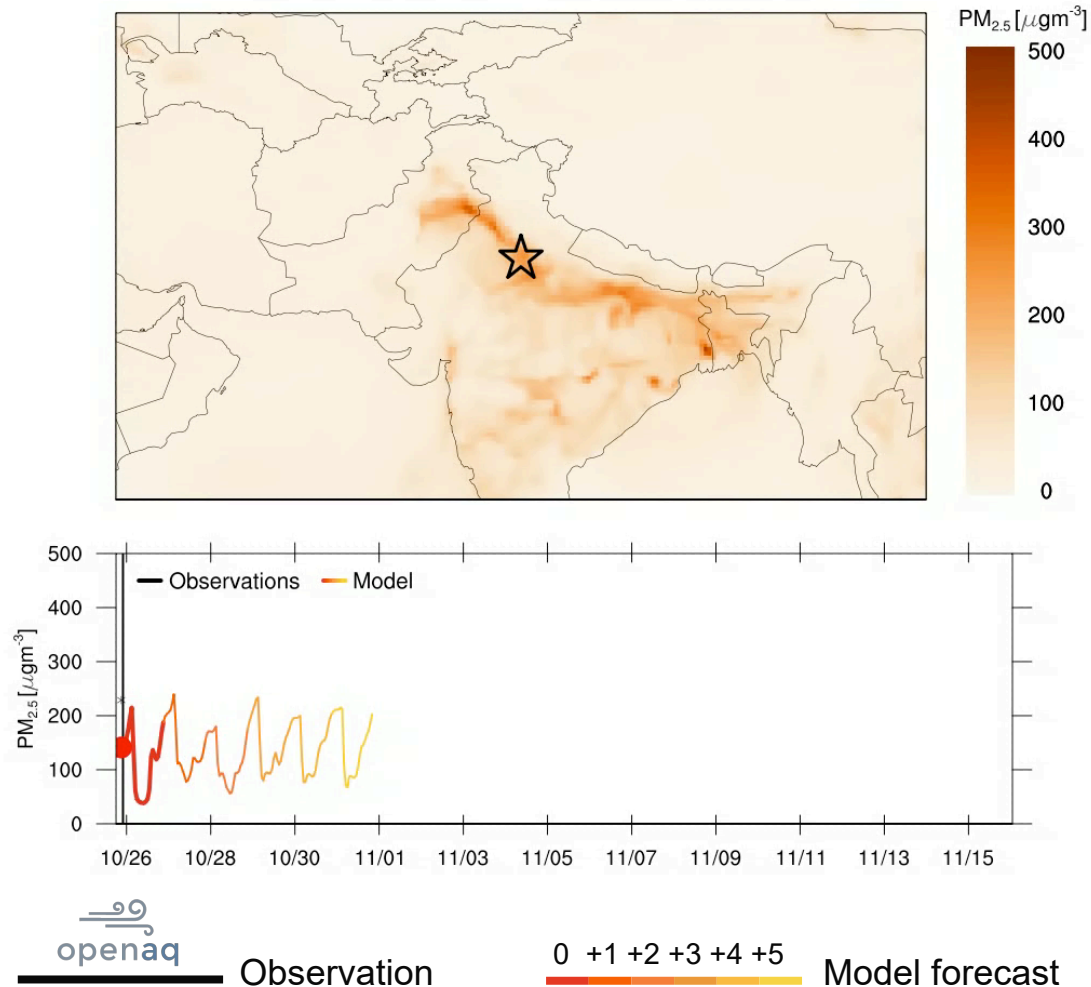 PM2.5 [μgm-3]
500
400
300
200
100
0
500
400
300
200
100
0
PM2.5 [μgm-3]
Observations
Model
10/26 10/28 10/30 11/01 11/03 11/05 11/07 11/09 11/11 11/13 11/15
openaq
Observation
0 +1 +2 +3 +4 +5
Model forecast